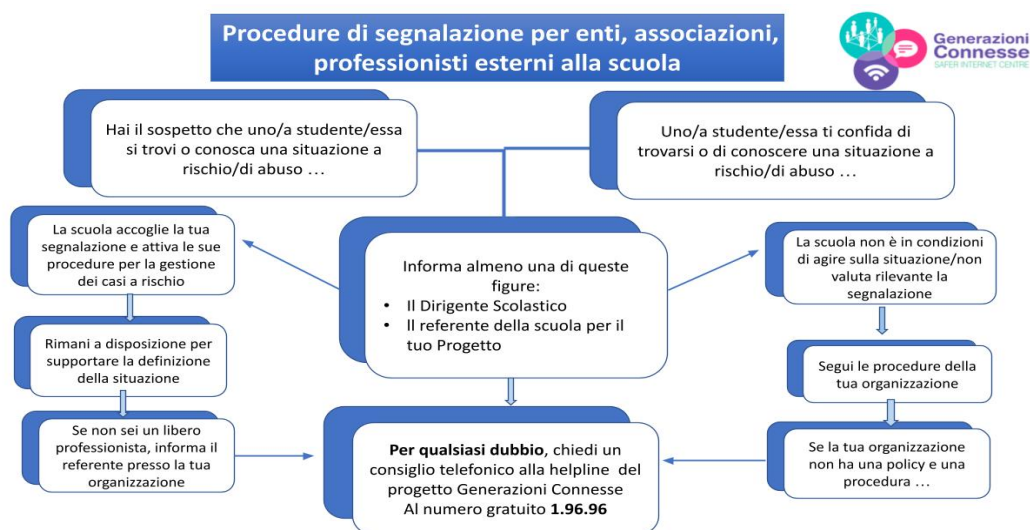 Procedure di segnalazione per enti, associazioni,
professionisti esterni alla scuola
Generazioni
Connesse
SAFER INTERNET CENTRE
Hai il sospetto che uno/a studente/essa
si trovi o conosca una situazione a
rischio/di abuso ...
Uno/a studente/essa ti confida di
trovarsi o di conoscere una situazione a
rischio/di abuso ...
La scuola accoglie la tua
segnalazione e attiva le sue
procedure per la gestione
dei casi a rischio
Informa almeno una di queste
figure:
• Il Dirigente Scolastico
• Il referente della scuola per il
tuo Progetto
La scuola non è in condizioni
di agire sulla situazione/non
valuta rilevante la
segnalazione
Rimani a disposizione per
supportare la definizione
della situazione
Segui le procedure della
tua organizzazione
Se non sei un libero
professionista, informa il
referente presso la tua
organizzazione
Per qualsiasi dubbio, chiedi un
consiglio telefonico alla helpline del
progetto Generazioni Connesse
Al numero gratuito 1.96.96
Se la tua organizzazione
non ha una policy e una
procedura ...